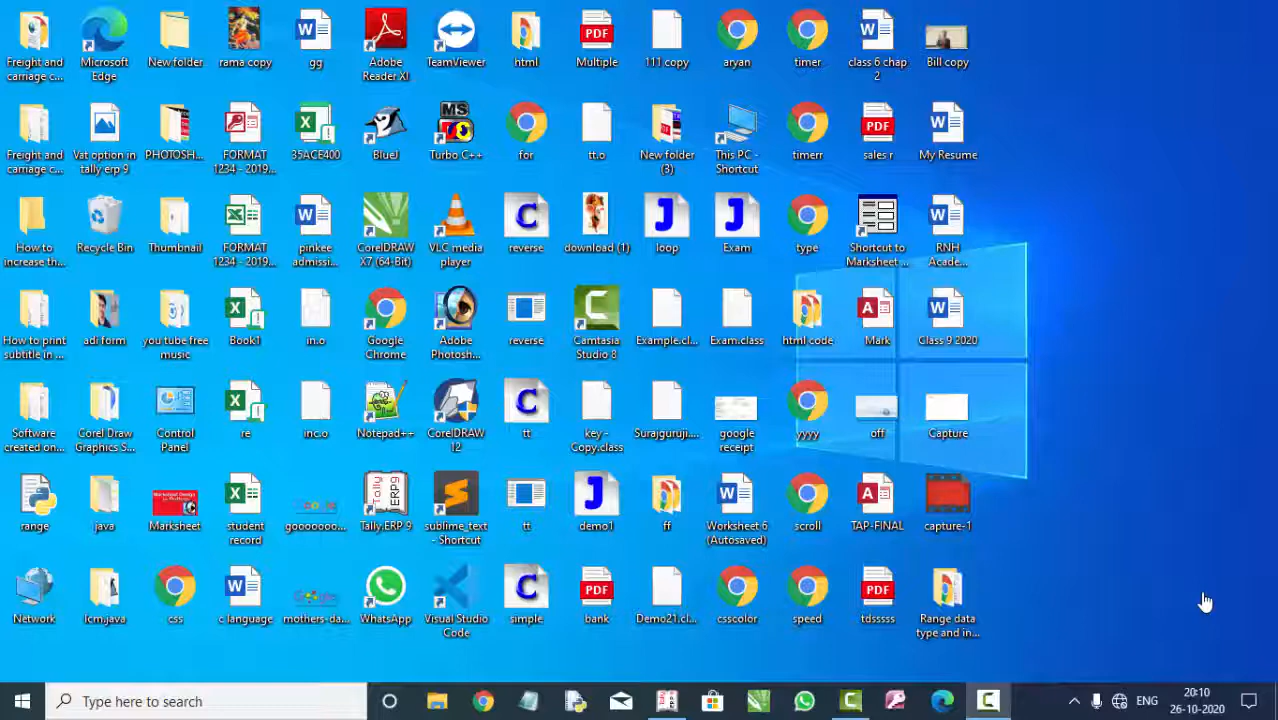 Freight and
carriage c...
Microsoft
Edge
New folder
rama copy
gg
Adobe
Reader XI
TeamViewer
html
PDF
Multiple
111 copy
aryan
timer
class 6 chap
2
Bill copy
Freight and
carriage c...
Vat option in
tally erp 9
PHOTOSH...
FORMAT
1234 - 2019...
35ACE400
BlueJ
MS
Turbo C++
for
tt.o
New folder
(3)
This PC -
Shortcut
timerr
PDF
sales r
My Resume
How to
increase th...
Recycle Bin
Thumbnail
FORMAT
1234 - 2019...
pinkee
admissi...
CorelDRAW
X7 (64-Bit)
VLC media
player
reverse
download (1)
loop
Exam
type
Shortcut to
Marksheet ...
RNH
Acade...
How to print
subtitle in ...
adi form
you tube free
music
Book1
in.o
Google
Chrome
Adobe
Photosh...
reverse
Camtasia
Studio 8
Example.cl...
Exam.class
html code
Mark
Class 9 2020
Software
created on...
Corel Draw
Graphics S...
Control
Panel
re
inc.o
Notepad++
CorelDRAW
12
tt
key -
Copy.class
Surajguruji....
google
receipt
yyyy
off
Capture
range
java
Marksheet
student
record
gooooooo...
Tally
ERP9
Tally.ERP 9
sublime_text
- Shortcut
tt
demo1
ff
Worksheet 6
(Autosaved)
scroll
TAP-FINAL
capture-1
Network
lcm.java
css
c language
mothers-da...
WhatsApp
Visual Studio
Code
simple
PDF
bank
Demo21.cl...
csscolor
speed
PDF
tdsssss
Range data
type and in...
Type here to search
ENG
20:10
26-10-2020